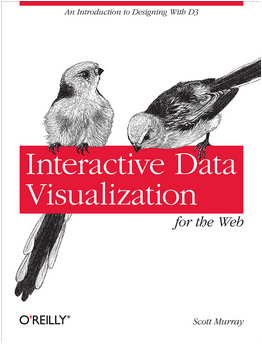 An Introduction to Designing With D3
Interactive Data
Visualization
for the Web
O'REILLY®
Scott Murray